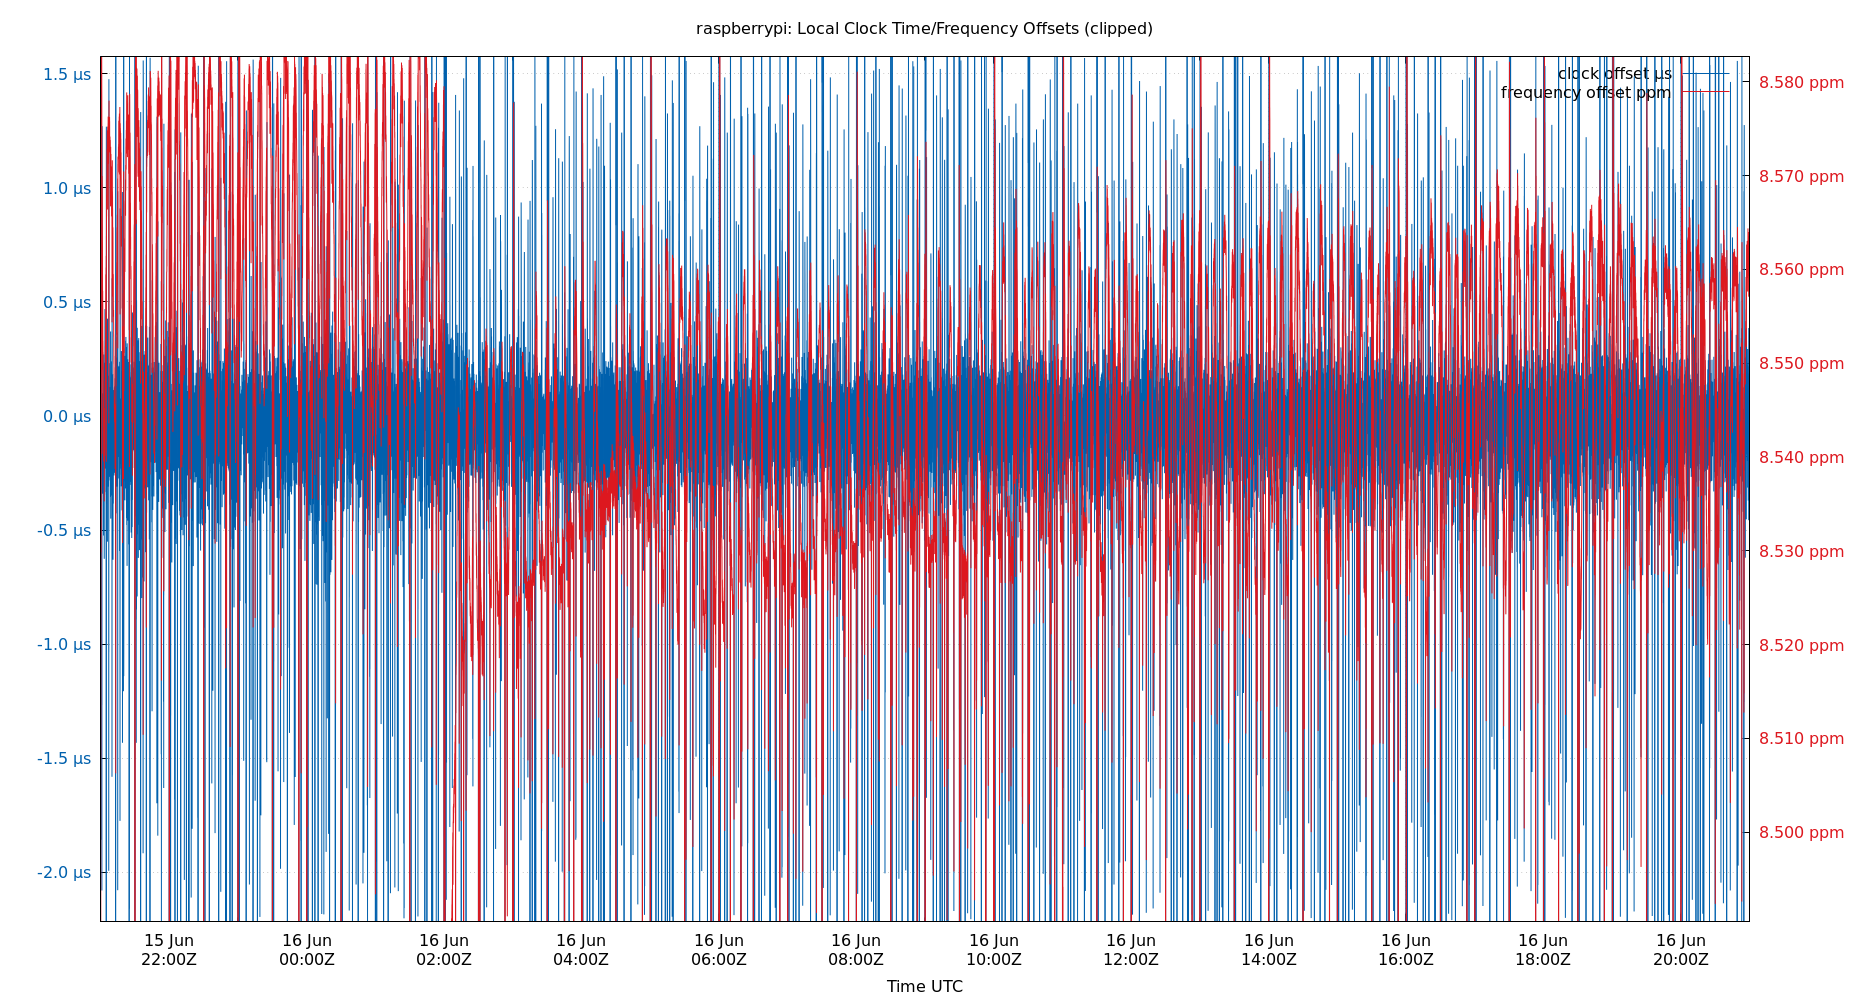 raspberrypi: Local Clock Time/Frequency Offsets (clipped)
clock offset µs
frequency offset ppm
1.5 µs
1.0 µs
0.5 µs
0.0 µs
-0.5 µs
-1.0 µs
-1.5 µs
-2.0 µs
8.580 ppm
8.570 ppm
8.560 ppm
8.550 ppm
8.540 ppm
8.530 ppm
8.520 ppm
8.510 ppm
8.500 ppm
15 Jun 16 Jun 16 Jun 16 Jun 16 Jun 16 Jun 16 Jun 16 Jun 16 Jun 16 Jun 16 Jun 16 Jun
22:00Z 00:00Z 02:00Z 04:00Z 06:00Z 08:00Z 10:00Z 12:00Z 14:00Z 16:00Z 18:00Z 20:00Z
Time UTC